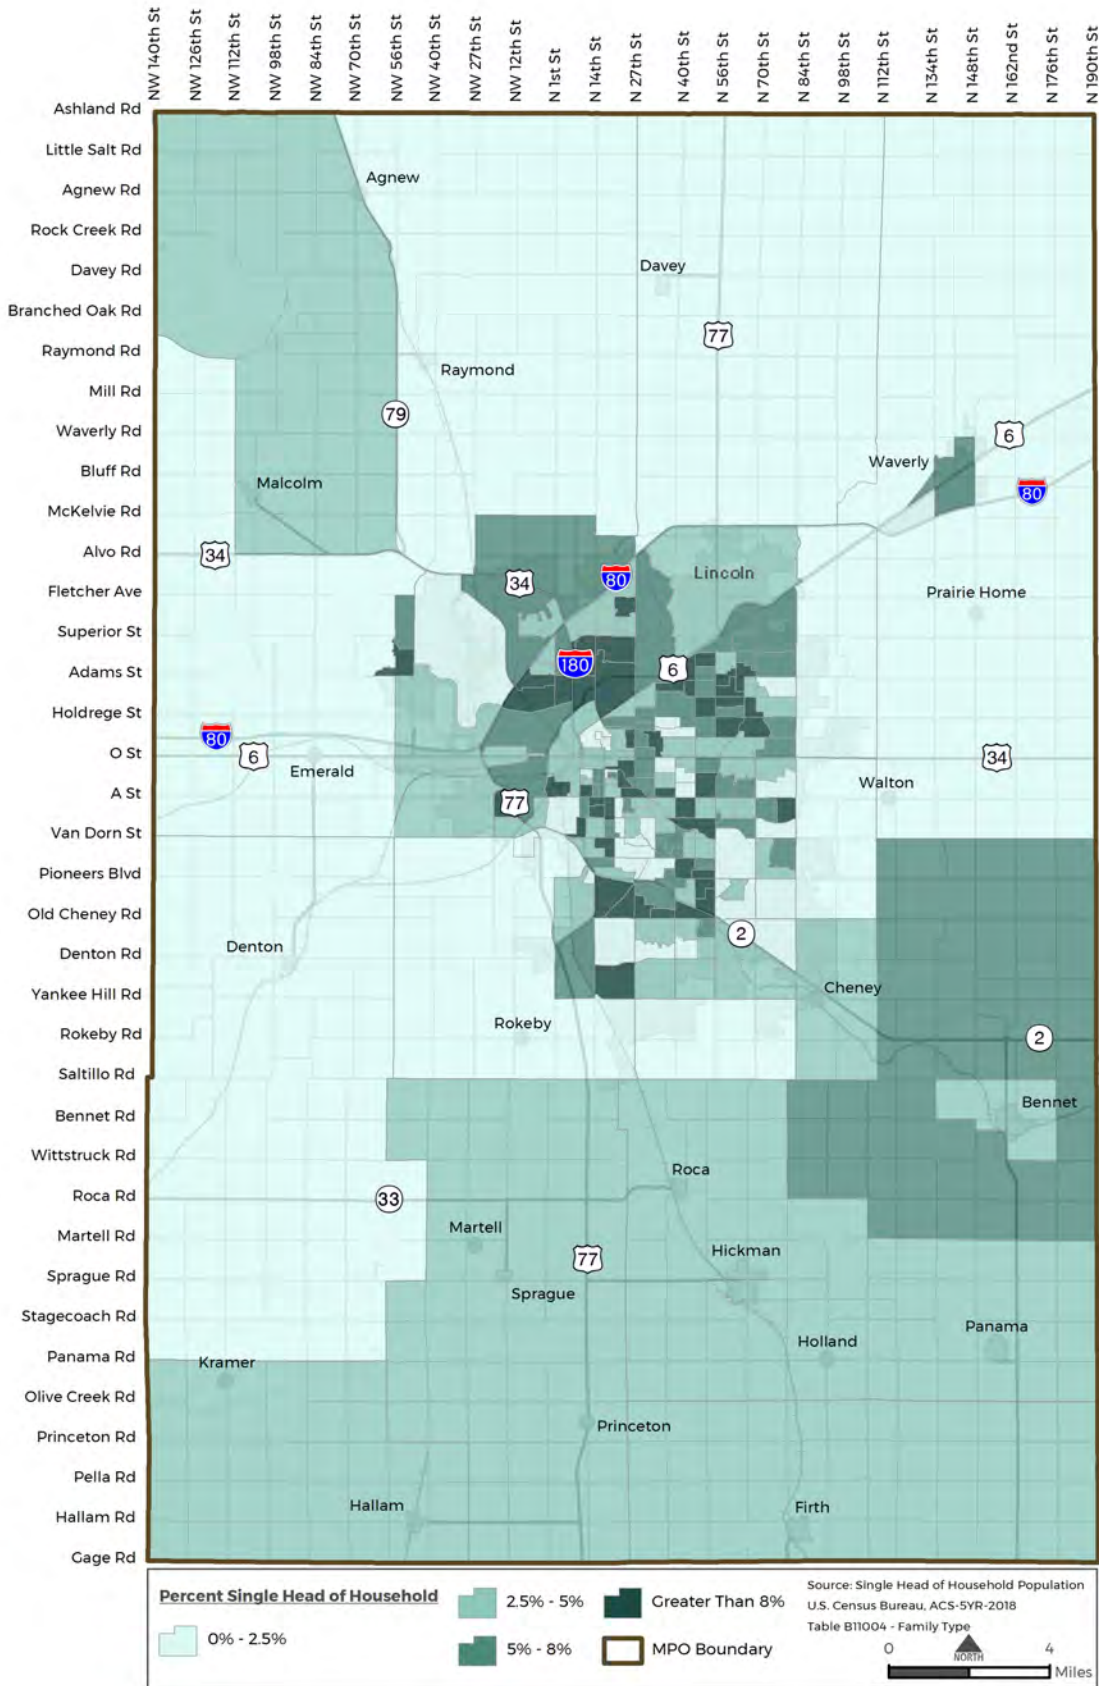 NW 140th St
NW 126th St
NW 112th St
NW 98th St
NW 84th St
NW 70th St
NW 56th St
NW 40th St
NW 27th St
NW 12th St
N 1st St
N 14th St
N 27th St
N 40th St
N 56th St
N 70th St
N 84th St
N 98th St
N 112th St
N 134th St
N 148th St
N 162nd St
N 176th St
N 190th St
Ashland Rd
Little Salt Rd
Agnew Rd
Rock Creek Rd
Davey Rd
Branched Oak Rd
Raymond Rd
Mill Rd
Waverly Rd
Bluff Rd
McKelvie Rd
Alvo Rd
Fletcher Ave
Superior St
Adams St
Holdrege St
O St
A St
Van Dorn St
Pioneers Blvd
Old Cheney Rd
Denton Rd
Yankee Hill Rd
Rokeby Rd
Saltillo Rd
Bennet Rd
Wittstruck Rd
Roca Rd
Martell Rd
Sprague Rd
Stagecoach Rd
Panama Rd
Olive Creek Rd
Princeton Rd
Pella Rd
Hallam Rd
Gage Rd
Agnew
Davey
77
Raymond
79
6
Waverly
Malcolm
80
34
34
80
Lincoln
Prairie Home
180
6
80
6
Emerald
34
Walton
77
2
Denton
Cheney
Rokeby
2
Bennet
Roca
33
Martell
Hickman
77
Sprague
Holland
Panama
Kramer
Princeton
Hallam
Firth
Percent Single Head of Household
0% - 2.5%
2.5% - 5%
5% - 8%
Greater Than 8%
MPO Boundary
Source: Single Head of Household Population
U.S. Census Bureau, ACS-5YR-2018
Table B11004 - Family Type
0
NORTH
4
Miles